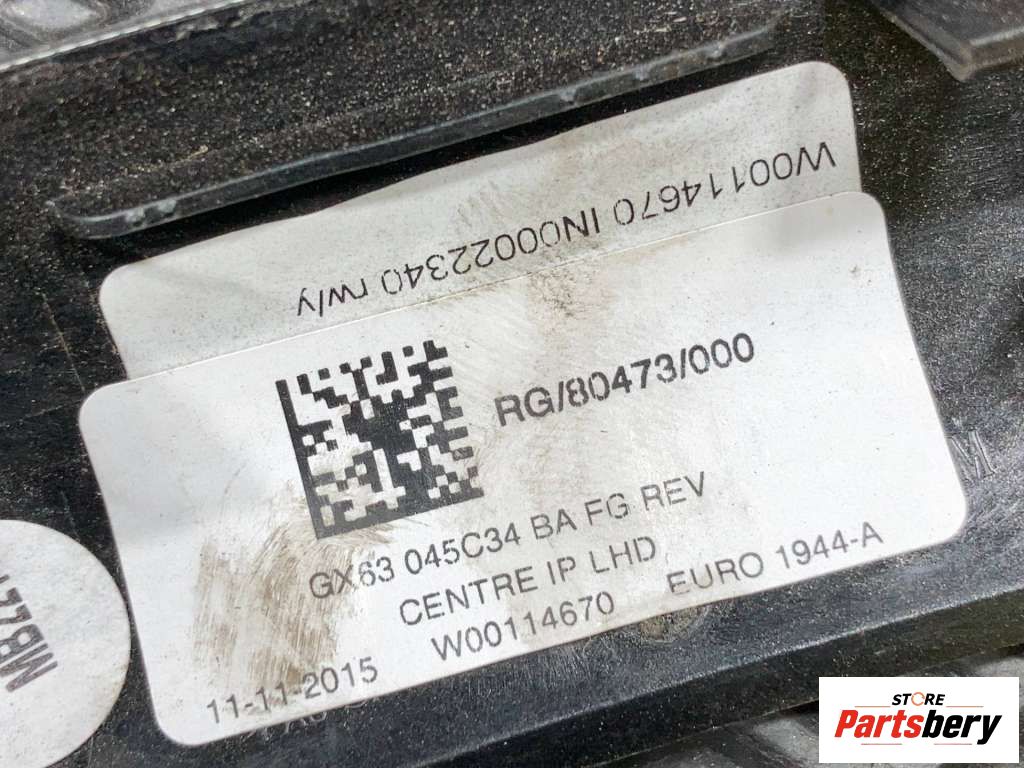 W00114670 IN00022340 rw/y
RG/80473/000
GX63 045C34 BA FG REV
CENTRE IP LHD
W00114670 EURO 1944-A
11-11-2015
M
STORE
Partsbery